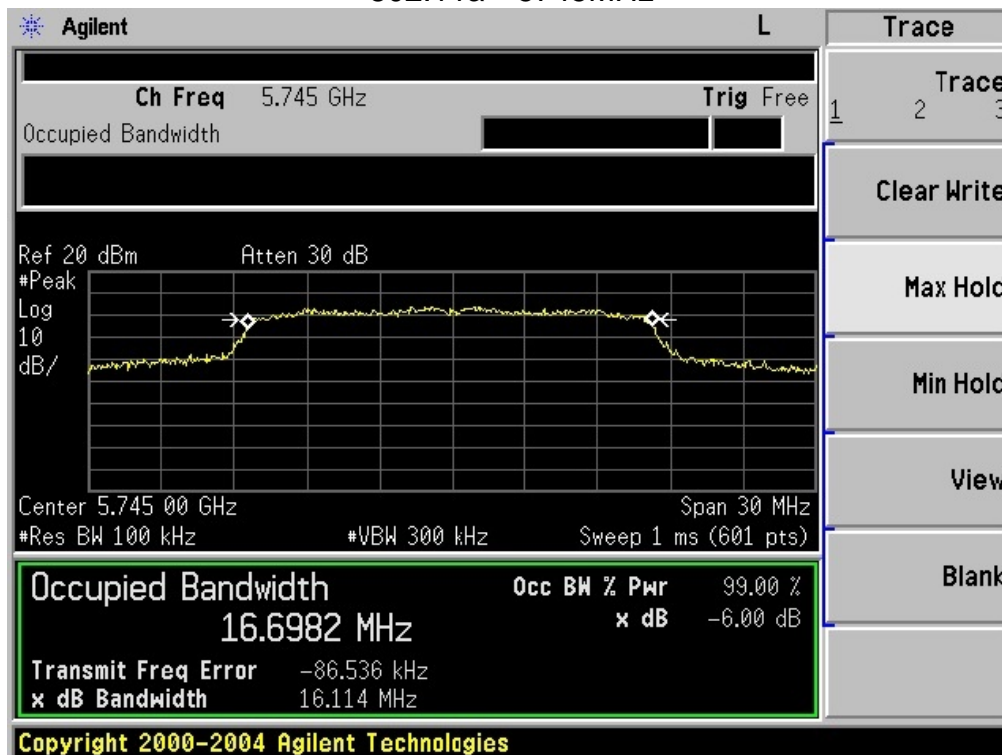 Agilent
L
Trace
Ch Freq 5.745 GHz
Trig Free
Occupied Bandwidth
Trace
1 2 3
Clear Write
Max Hold
Min Hold
View
Blank
Ref 20 dBm Atten 30 dB
#Peak
Log
10
dB/
Center 5.745 00 GHz Span 30 MHz
#Res BW 100 kHz #VBW 300 kHz Sweep 1 ms (601 pts)
Occupied Bandwidth
16.6982 MHz
Occ BW % Pwr 99.00 %
x dB -6.00 dB
Transmit Freq Error -86.536 kHz
x dB Bandwidth 16.114 MHz
Copyright 2000-2004 Agilent Technologies